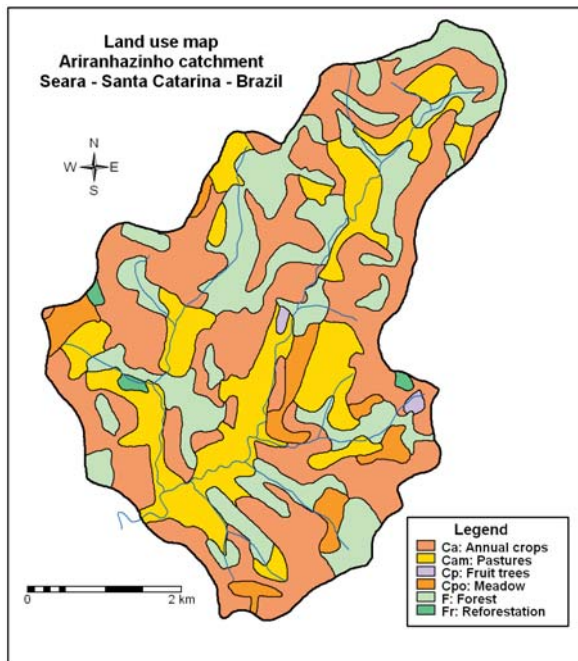 Land use map
Ariranhazinho catchment
Seara - Santa Catarina - Brazil
N
W E
S
Legend
Ca: Annual crops
Cam: Pastures
Cp: Fruit trees
Cpo: Meadow
F: Forest
Fr: Reforestation
0 2 km